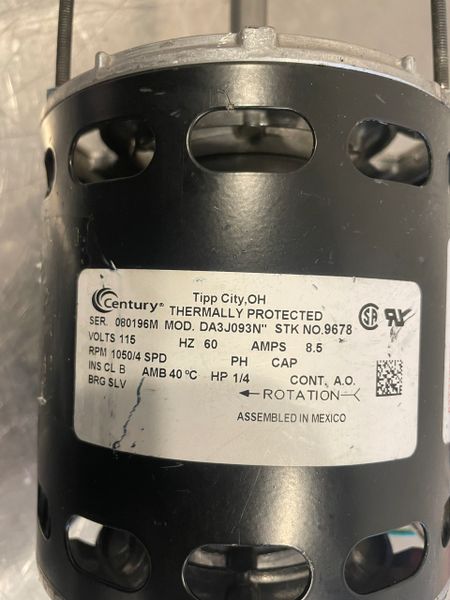 Century®
Tipp City,OH
THERMALLY PROTECTED
SER. 080196M MOD. DA3J093N" STK NO.9678
VOLTS 115 HZ 60 AMPS 8.5
RPM 1050/4 SPD PH CAP
INS CL B AMB 40 °C HP 1/4 CONT, A.O.
BRG SLV
ROTATION
ASSEMBLED IN MEXICO